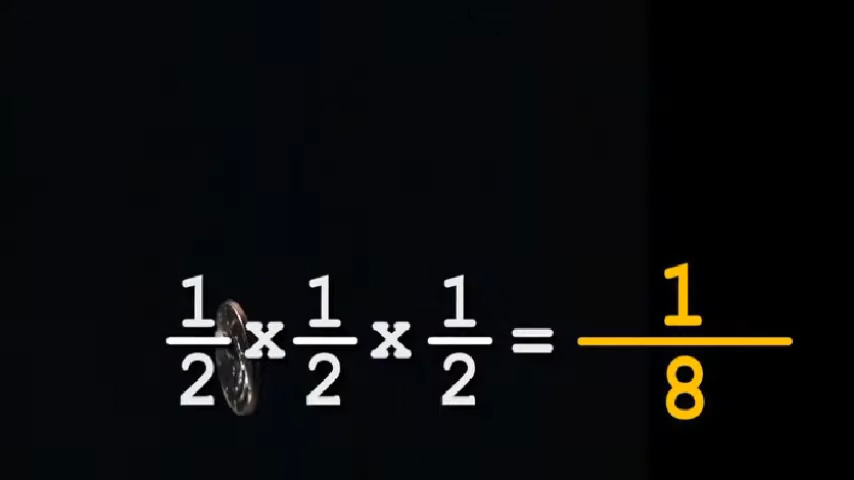 1/2 x 1/2 x 1/2 = 1/8